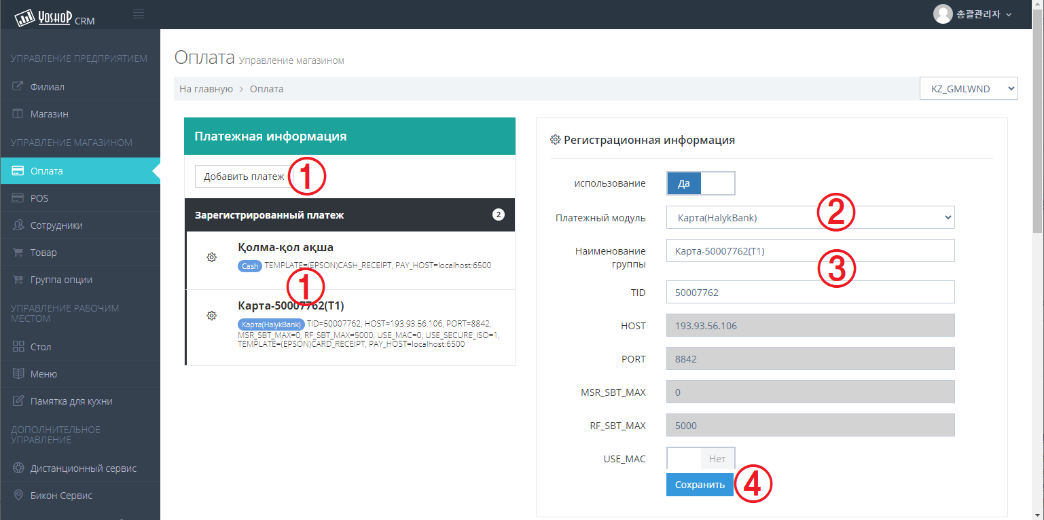 YOSHOP CRM
총괄관리자
УПРАВЛЕНИЕ ПРЕДПРИЯТИЕМ
Филиал
Магазин
УПРАВЛЕНИЕ МАГАЗИНОМ
Оплата
POS
Сотрудники
Товар
Группа опции
УПРАВЛЕНИЕ РАБОЧИМ
МЕСТОМ
Стол
Меню
Памятка для кухни
ДОПОЛНИТЕЛЬНОЕ
УПРАВЛЕНИЕ
Дистанционный сервис
Бикон Сервис
Оплата Управление магазином
На главную > Оплата
KZ_GMLWND
Платежная информация
Добавить платеж
1
Зарегистрированный платеж 2
Қолма-қол ақша
Cash TEMPLATE=(EPSON)CASH_RECEIPT, PAY_HOST=localhost:6500
1
Карта-50007762(T1)
Карта(HalykBank) TID=50007762, HOST=193.93.56.106, PORT=8842,
MSR_SBT_MAX=0, RF_SBT_MAX=5000, USE_MAC=0, USE_SECURE_ISO=1,
TEMPLATE=(EPSON)CARD_RECEIPT, PAY_HOST=localhost:6500
Регистрационная информация
использование Да
Платежный модуль Карта(HalykBank)
2
Наименование
группы
Карта-50007762(T1)
3
TID 50007762
HOST 193.93.56.106
PORT 8842
MSR_SBT_MAX 0
RF_SBT_MAX 5000
USE_MAC Нет
Сохранить
4